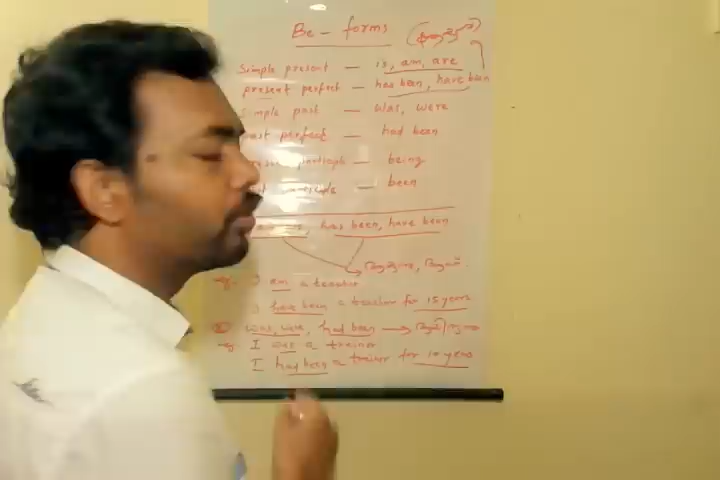 Be - forms
Simple present - is, am, are
present perfect - has been, have been
imple past - was, were
ast perfect - had been
being
been
has been, have been
I am a teacher
I have been a teacher for 15 years
was, were, had been
I was a trainer
I had been a trainer for 10 years